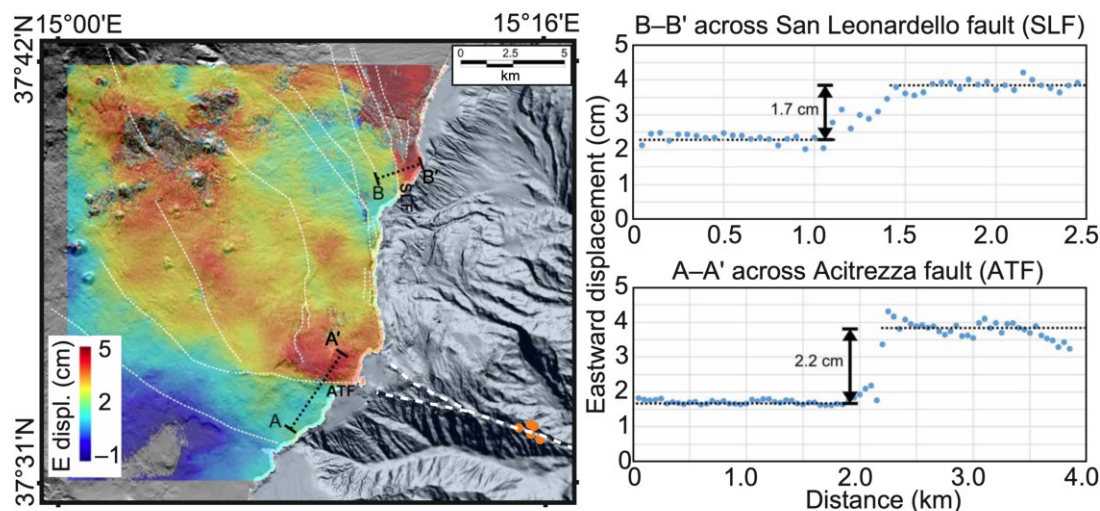 15°00'E
15°16'E
37°42'N
37°31'N
0 2.5 5
km
B
B'
SLF
A'
ATF
A
E displ. (cm)
5
2
–1
B–B' across San Leonardello fault (SLF)
5
4
3
2
1
0
1.7 cm
0 0.5 1.0 1.5 2.0 2.5
Eastward displacement (cm)
A–A' across Acitrezza fault (ATF)
5
4
3
2
1
0
2.2 cm
0 1.0 2.0 3.0 4.0
Distance (km)